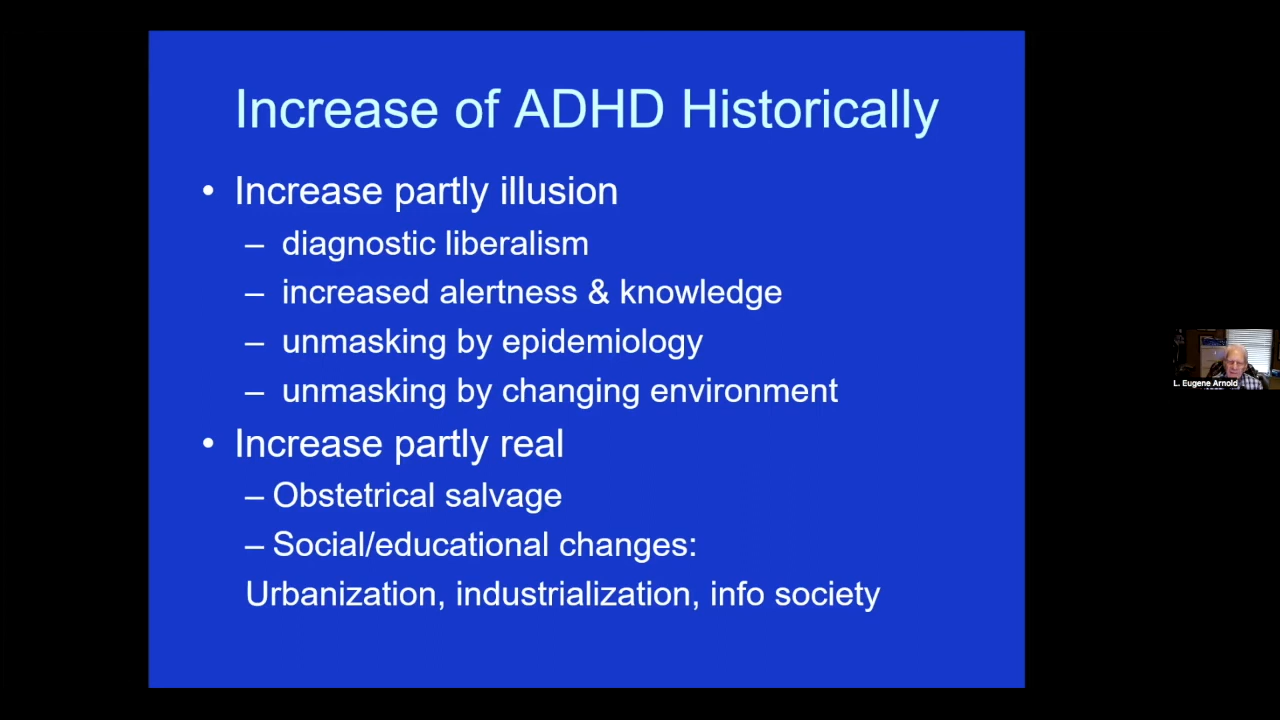 Increase of ADHD Historically
• Increase partly illusion
– diagnostic liberalism
– increased alertness & knowledge
– unmasking by epidemiology
– unmasking by changing environment
• Increase partly real
– Obstetrical salvage
– Social/educational changes:
Urbanization, industrialization, info society
L. Eugene Arnold